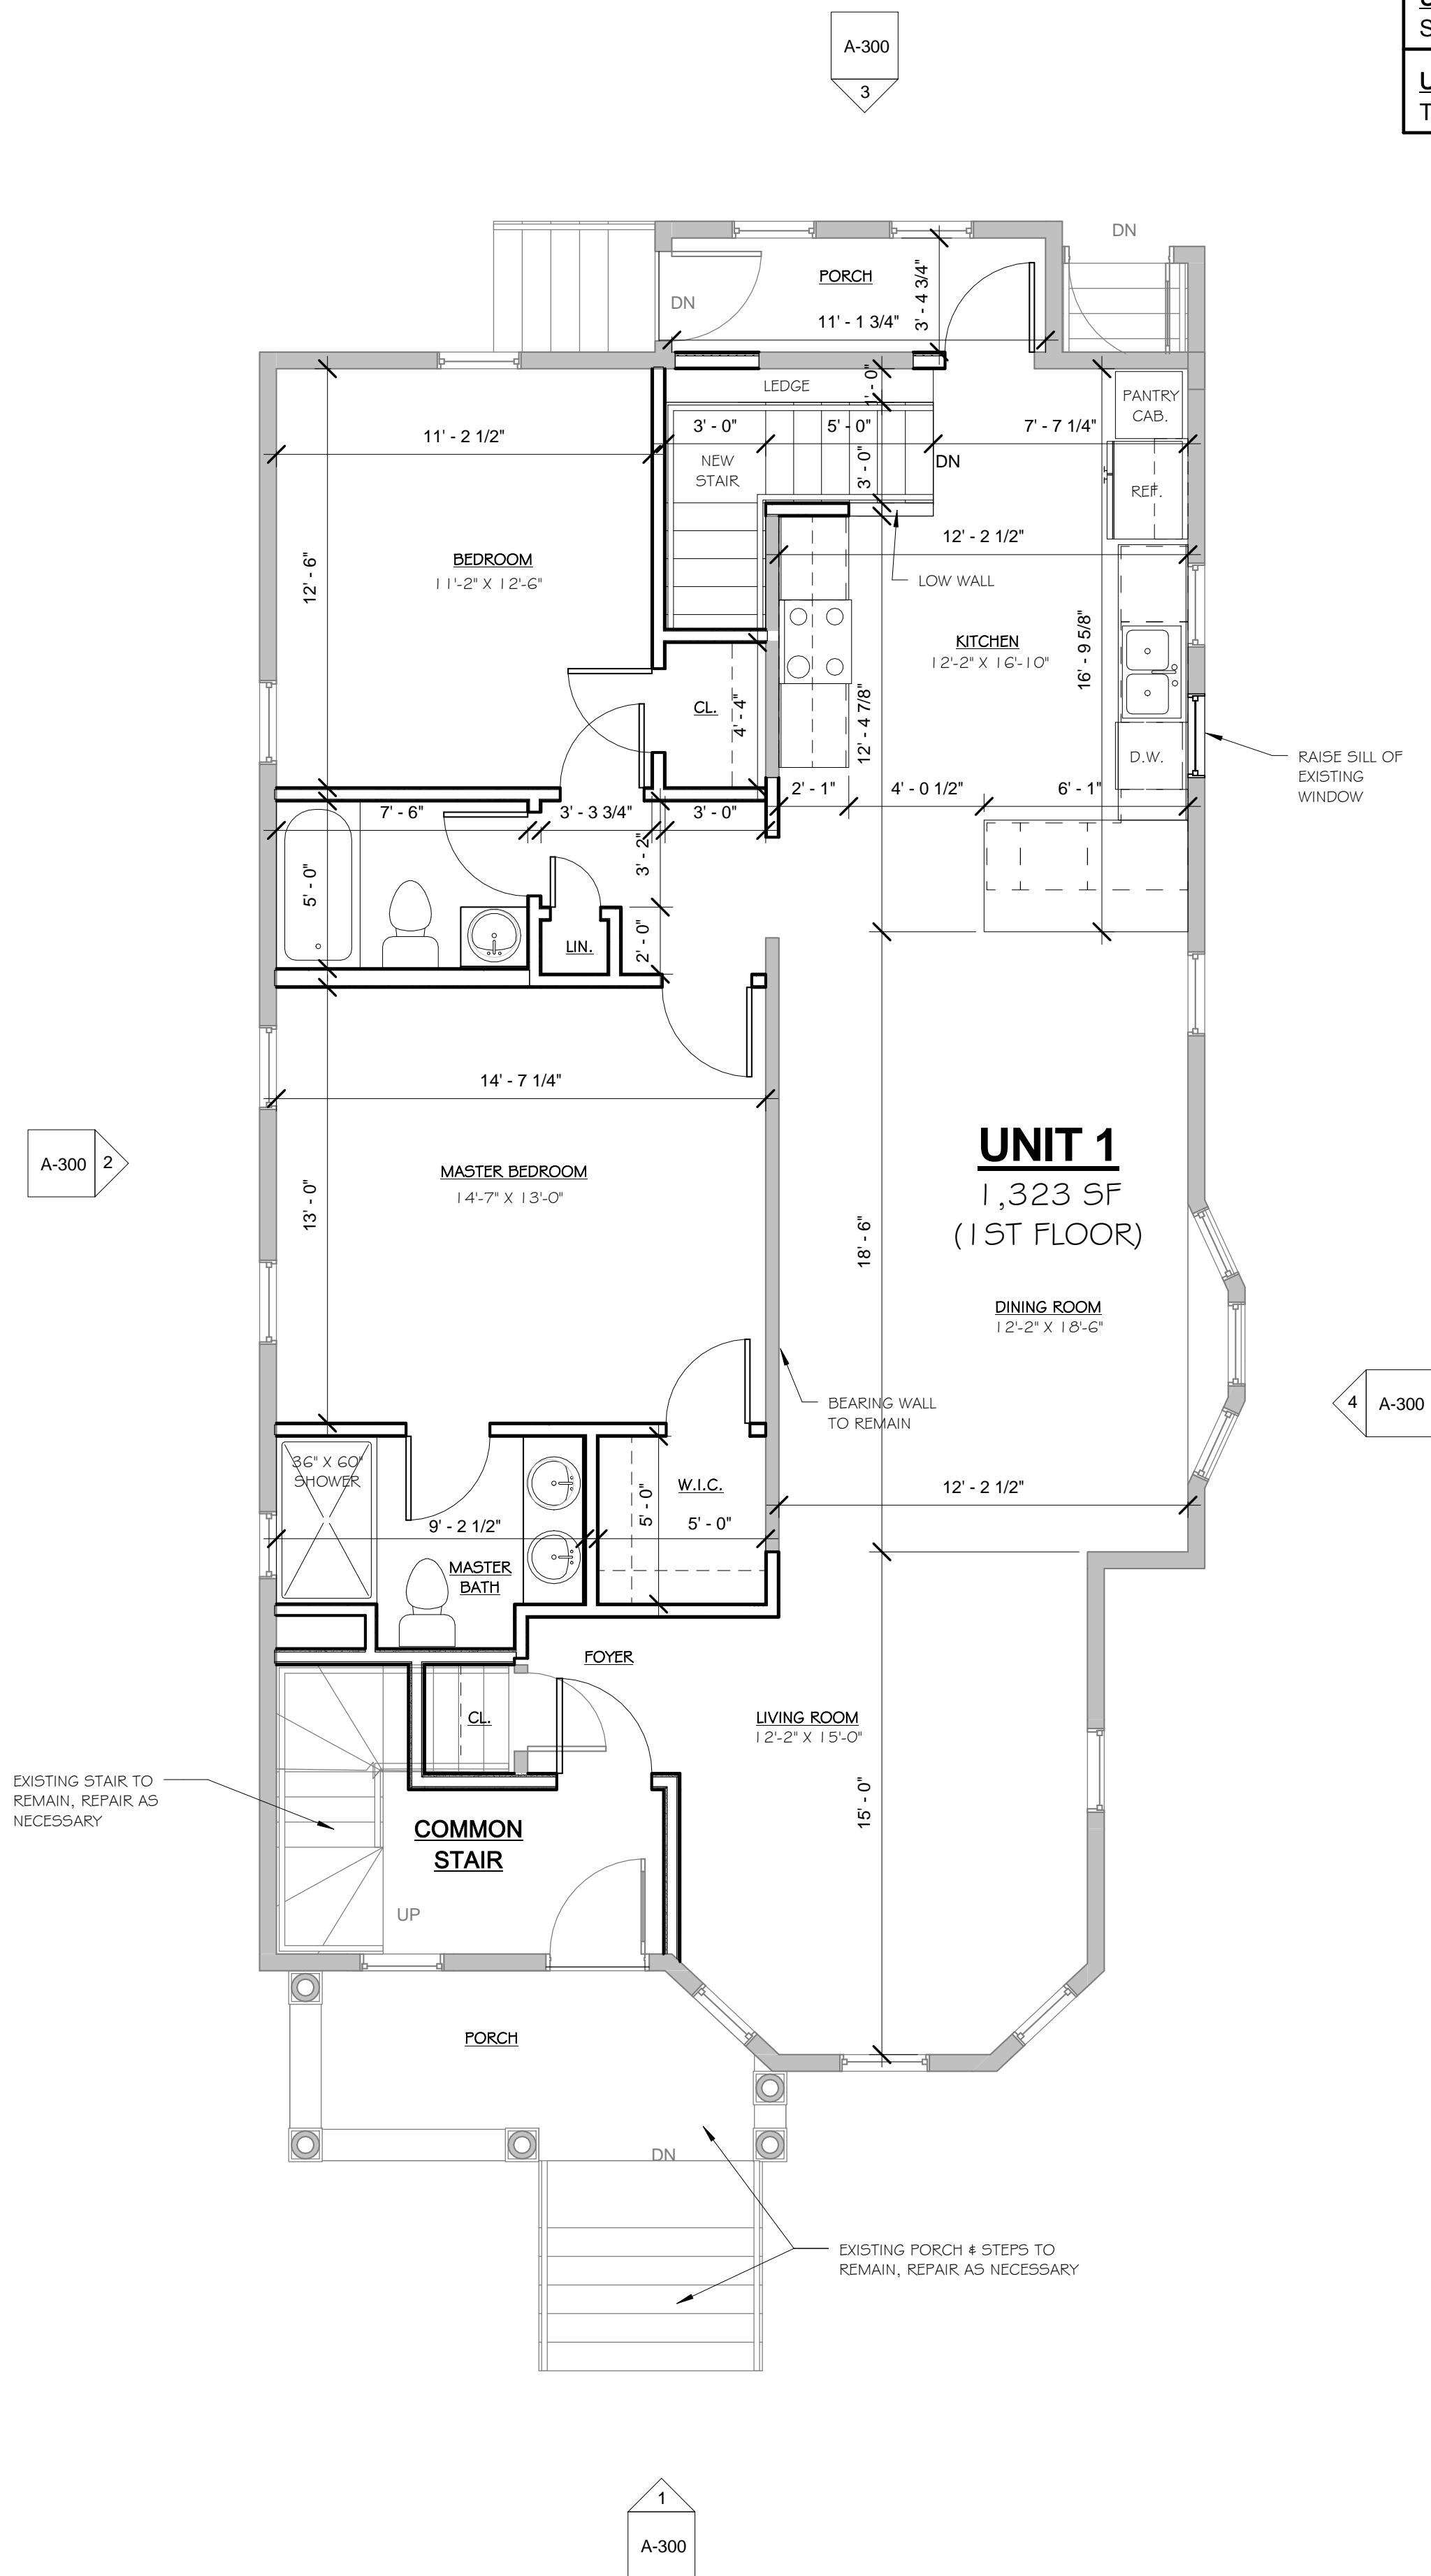 A-300
3
S
U
T
DN
PORCH
3' - 4 3/4"
DN
11' - 1 3/4"
LEDGE
1' - 0"
PANTRY
CAB.
11' - 2 1/2"
3' - 0"
5' - 0"
7' - 7 1/4"
NEW
STAIR
3' - 0"
DN
REF.
12' - 2 1/2"
BEDROOM
11'-2" X 12'-6"
12' - 6"
LOW WALL
KITCHEN
12'-2" X 16'-10"
16' - 9 5/8"
CL.
4' - 4"
12' - 4 7/8"
D.W.
RAISE SILL OF
EXISTING
WINDOW
2' - 1"
4' - 0 1/2"
6' - 1"
7' - 6"
3' - 3 3/4"
3' - 0"
3' - 2"
5' - 0"
LIN.
2' - 0"
14' - 7 1/4"
UNIT 1
1,323 SF
(1ST FLOOR)
A-300
2
MASTER BEDROOM
14'-7" X 13'-0"
13' - 0"
18' - 6"
DINING ROOM
12'-2" X 18'-6"
BEARING WALL
TO REMAIN
4
A-300
36" X 60"
SHOWER
W.I.C.
12' - 2 1/2"
5' - 0"
9' - 2 1/2"
5' - 0"
MASTER
BATH
FOYER
CL.
LIVING ROOM
12'-2" X 15'-0"
EXISTING STAIR TO
REMAIN, REPAIR AS
NECESSARY
15' - 0"
COMMON
STAIR
UP
PORCH
DN
EXISTING PORCH & STEPS TO
REMAIN, REPAIR AS NECESSARY
1
A-300